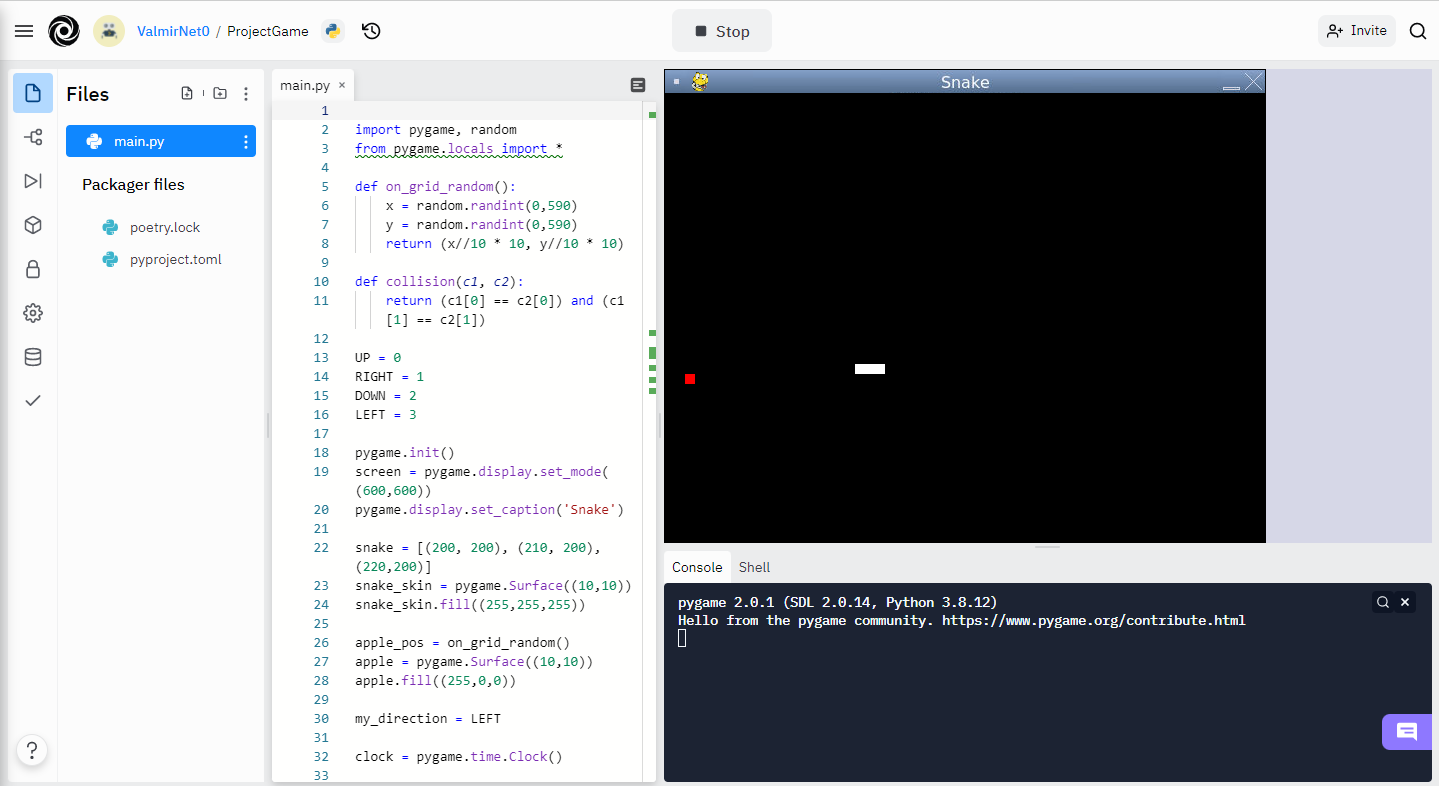 ValmirNet0 / ProjectGame
Stop
Invite
Files
main.py
Packager files
poetry.lock
pyproject.toml
main.py ×
1
2 import pygame, random
3 from pygame.locals import *
4
5 def on_grid_random():
6 x = random.randint(0,590)
7 y = random.randint(0,590)
8 return (x//10 * 10, y//10 * 10)
9
10 def collision(c1, c2):
11 return (c1[0] == c2[0]) and (c1
[1] == c2[1])
12
13 UP = 0
14 RIGHT = 1
15 DOWN = 2
16 LEFT = 3
17
18 pygame.init()
19 screen = pygame.display.set_mode(
(600,600))
20 pygame.display.set_caption('Snake')
21
22 snake = [(200, 200), (210, 200),
(220,200)]
23 snake_skin = pygame.Surface((10,10))
24 snake_skin.fill((255,255,255))
25
26 apple_pos = on_grid_random()
27 apple = pygame.Surface((10,10))
28 apple.fill((255,0,0))
29
30 my_direction = LEFT
31
32 clock = pygame.time.Clock()
33
Snake
Console Shell
pygame 2.0.1 (SDL 2.0.14, Python 3.8.12)
Hello from the pygame community. https://www.pygame.org/contribute.html
?